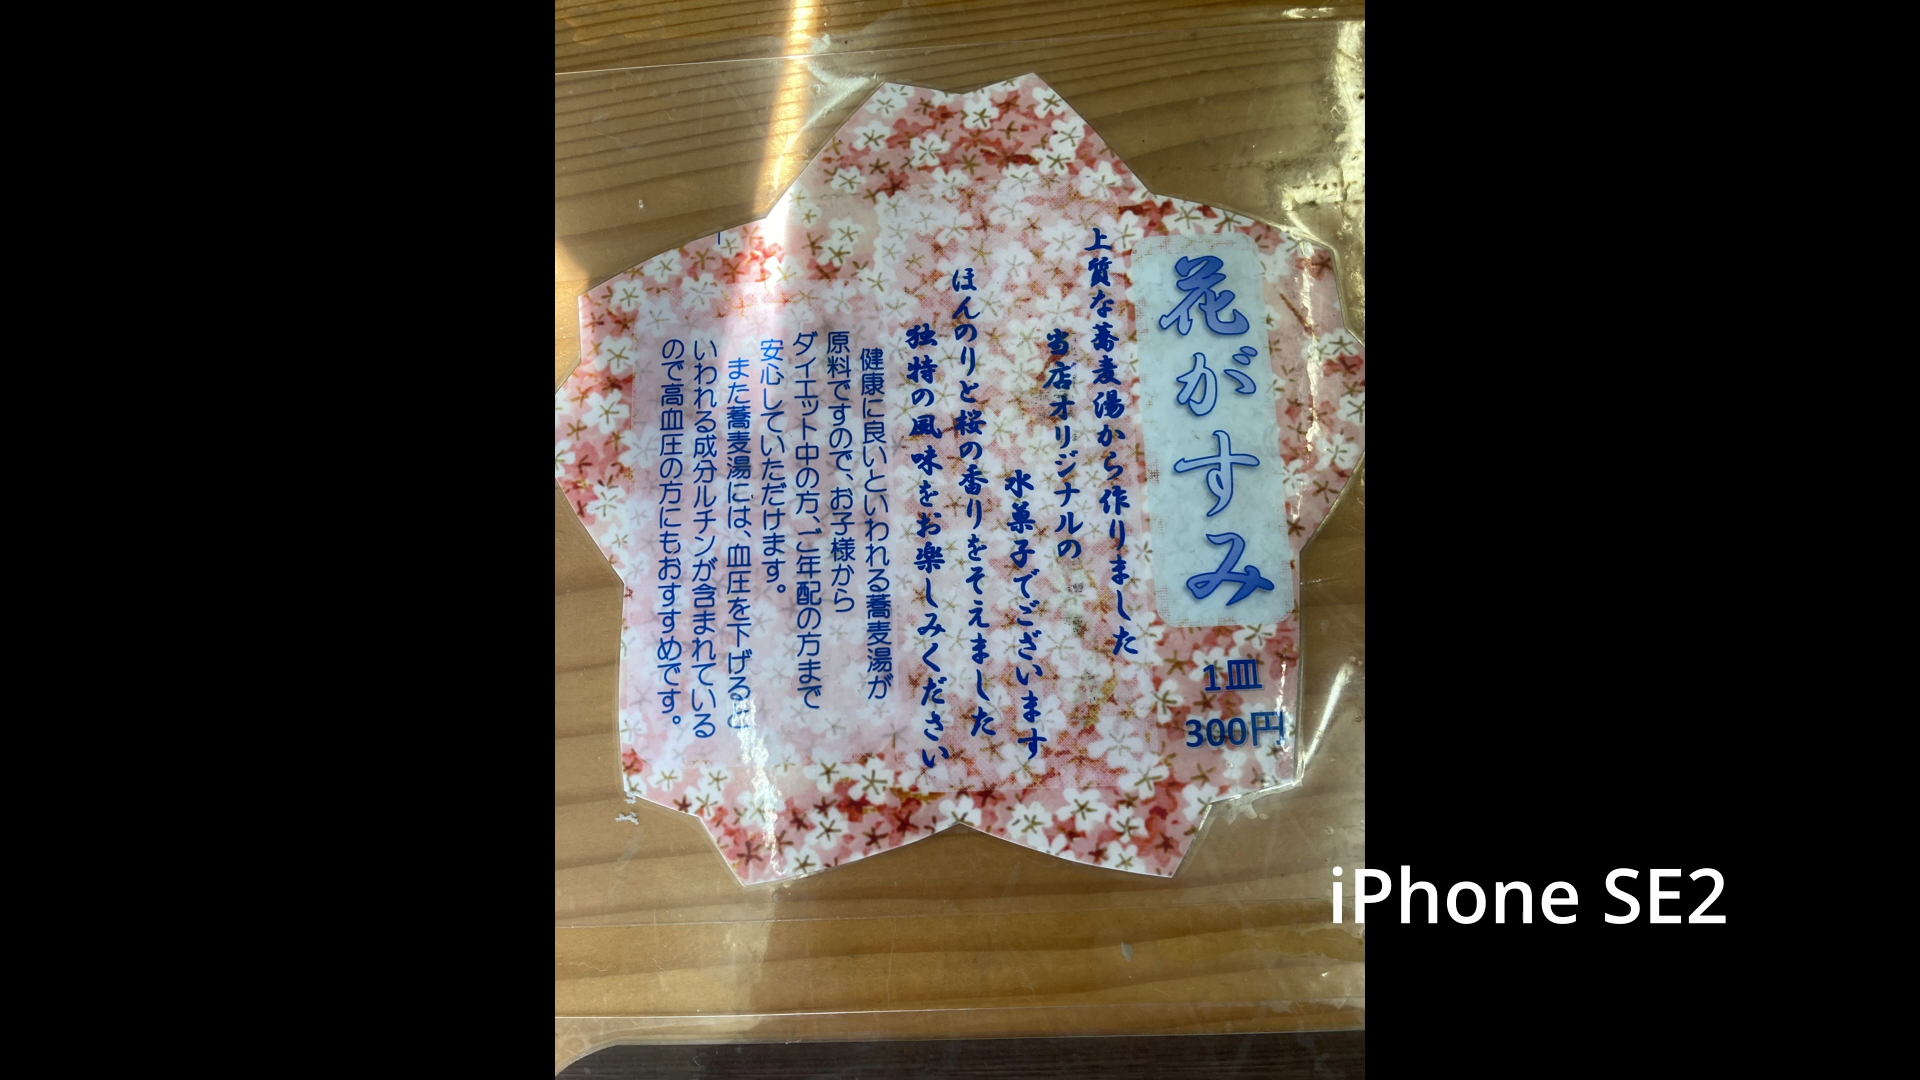 花がすみ
1皿
300円
上質な蕎麦湯から作りました
当店オリジナルの
水菓子でございます
ほんのりと桜の香りをそえました
独特の風味をお楽しみください
健康に良いといわれる蕎麦湯が
原料ですので、お子様から
ダイエット中の方、ご年配の方まで
安心していただけます。
また蕎麦湯には、血圧を下げると
いわれる成分ルチンが含まれている
ので高血圧の方にもおすすめです。
iPhone SE2